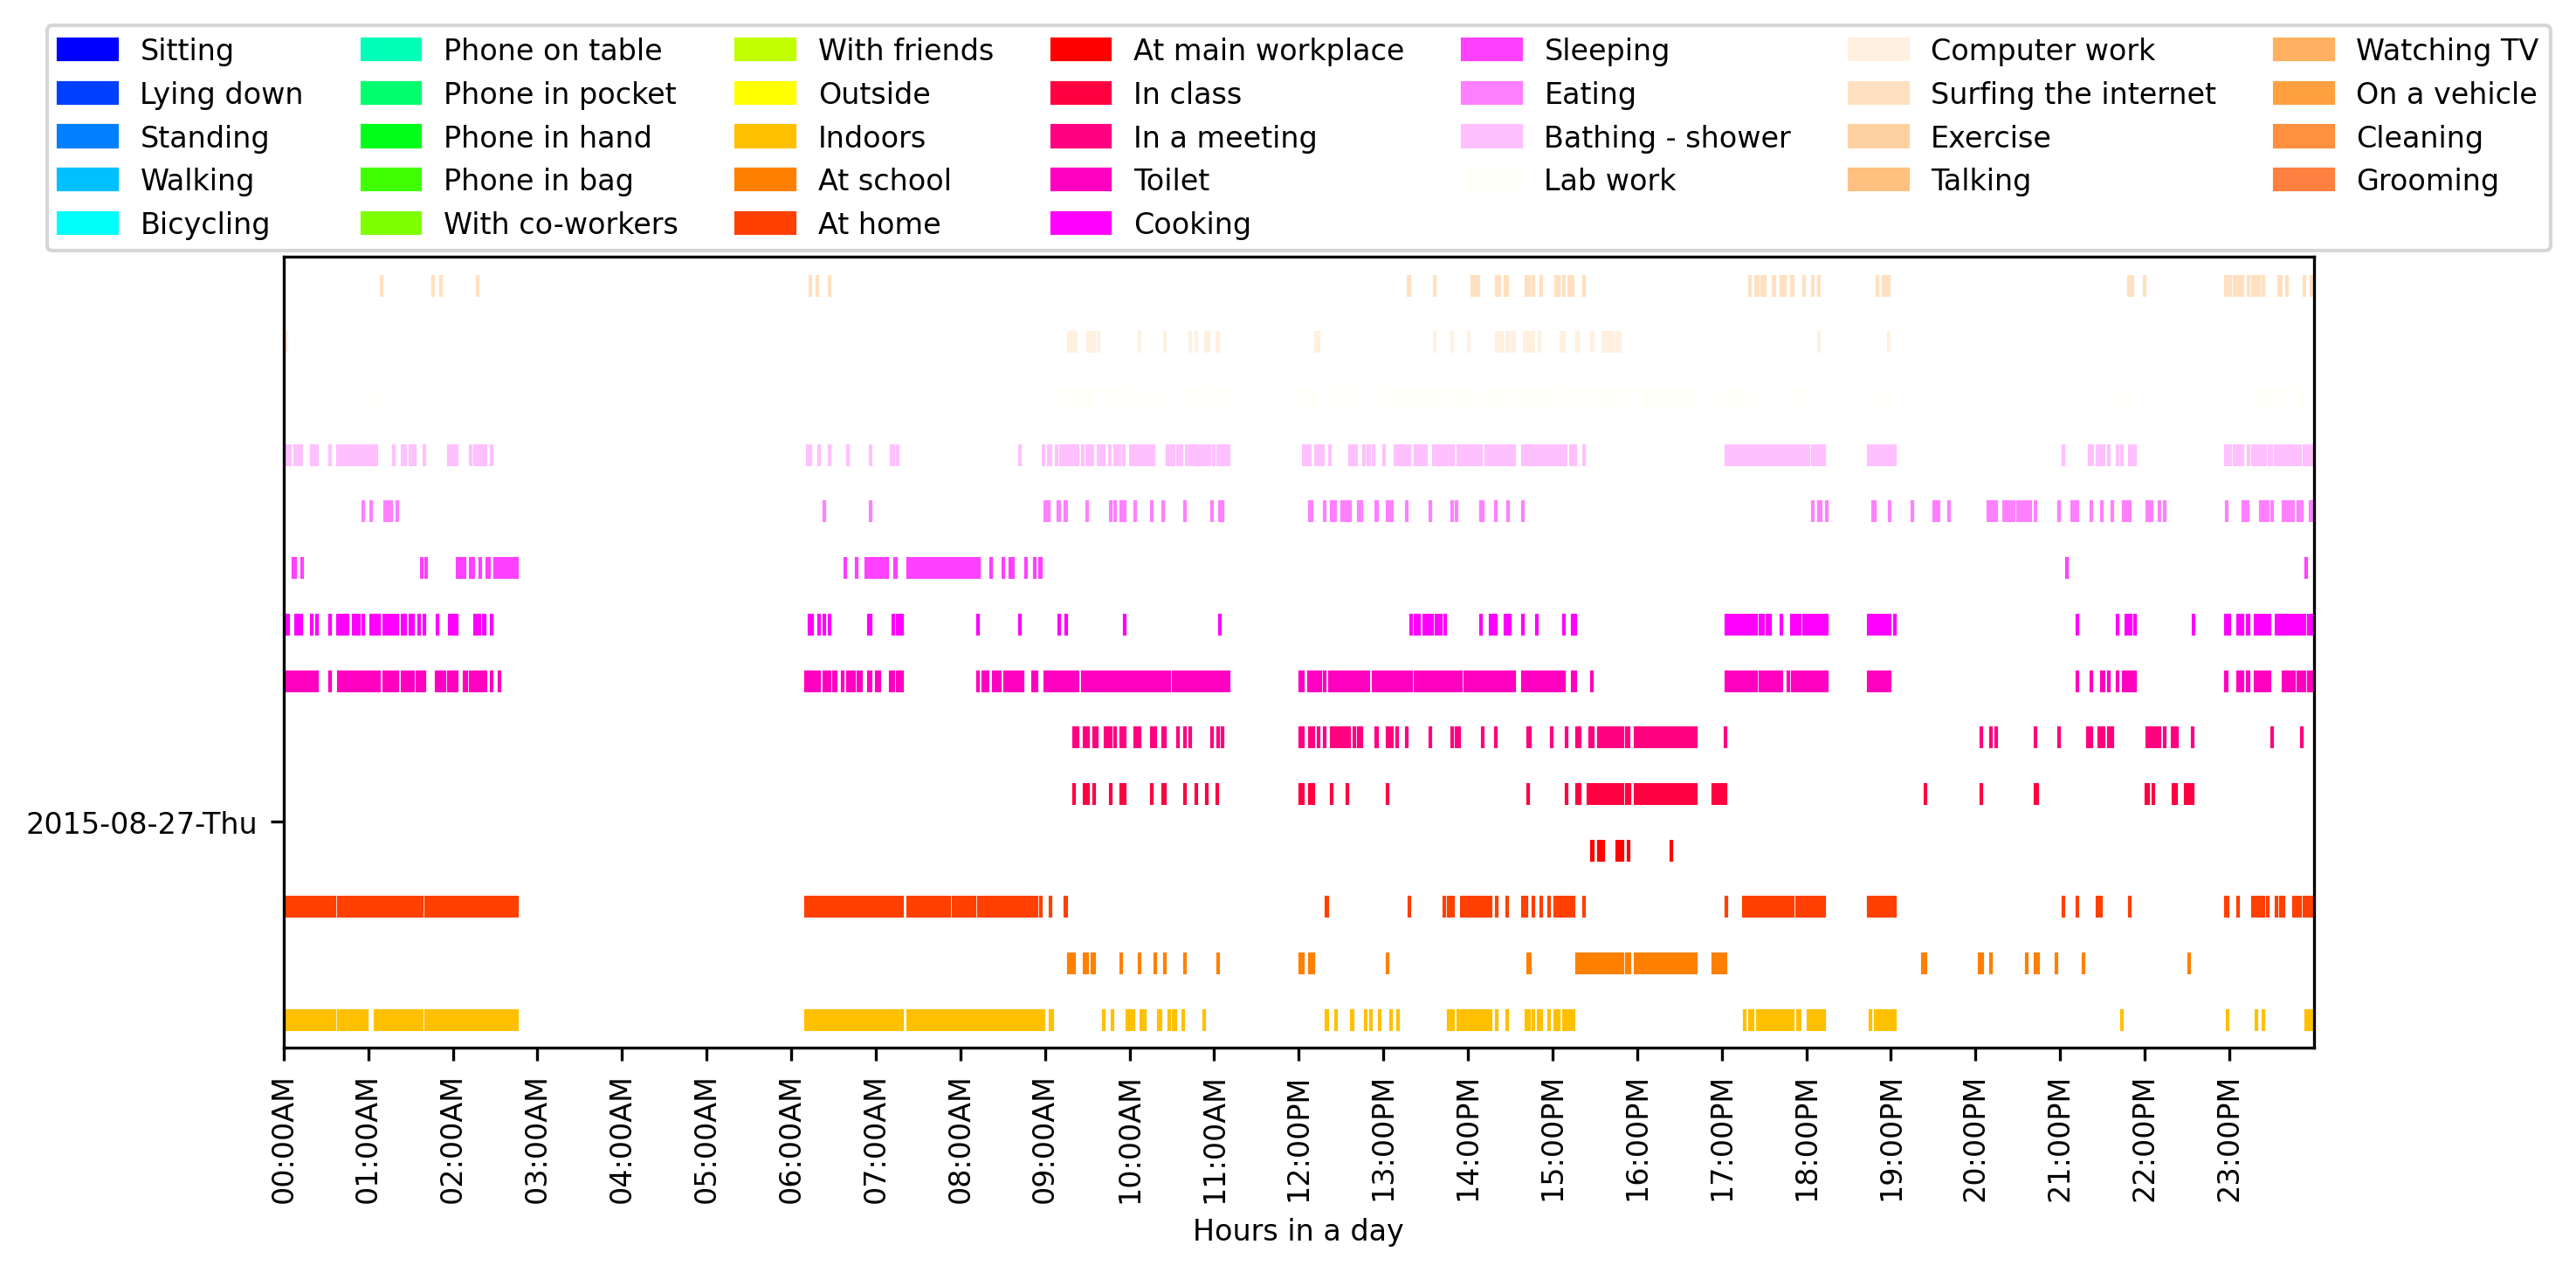 Sitting
Lying down
Standing
Walking
Bicycling
Phone on table
Phone in pocket
Phone in hand
Phone in bag
With co-workers
With friends
Outside
Indoors
At school
At home
At main workplace
In class
In a meeting
Toilet
Cooking
Sleeping
Eating
Bathing - shower
Lab work
Computer work
Surfing the internet
Exercise
Talking
Watching TV
On a vehicle
Cleaning
Grooming
2015-08-27-Thu
00:00AM
01:00AM
02:00AM
03:00AM
04:00AM
05:00AM
06:00AM
07:00AM
08:00AM
09:00AM
10:00AM
11:00AM
12:00PM
13:00PM
14:00PM
15:00PM
16:00PM
17:00PM
18:00PM
19:00PM
20:00PM
21:00PM
22:00PM
23:00PM
Hours in a day